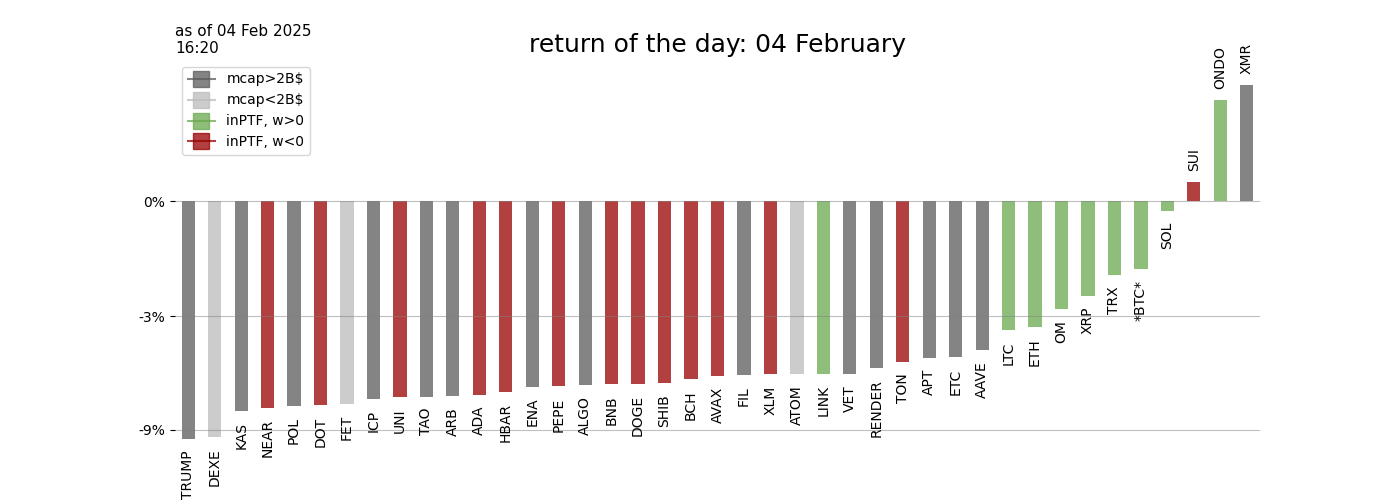 as of 04 Feb 2025
16:20
return of the day: 04 February
mcap>2B$
mcap<2B$
inPTF, w>0
inPTF, w<0
0%
-3%
-9%
TRUMP
DEXE
KAS
NEAR
POL
DOT
FET
ICP
UNI
TAO
ARB
ADA
HBAR
ENA
PEPE
ALGO
BNB
DOGE
SHIB
BCH
AVAX
FIL
XLM
ATOM
LINK
VET
RENDER
TON
APT
ETC
AAVE
LTC
ETH
OM
XRP
TRX
*BTC*
SOL
SUI
ONDO
XMR